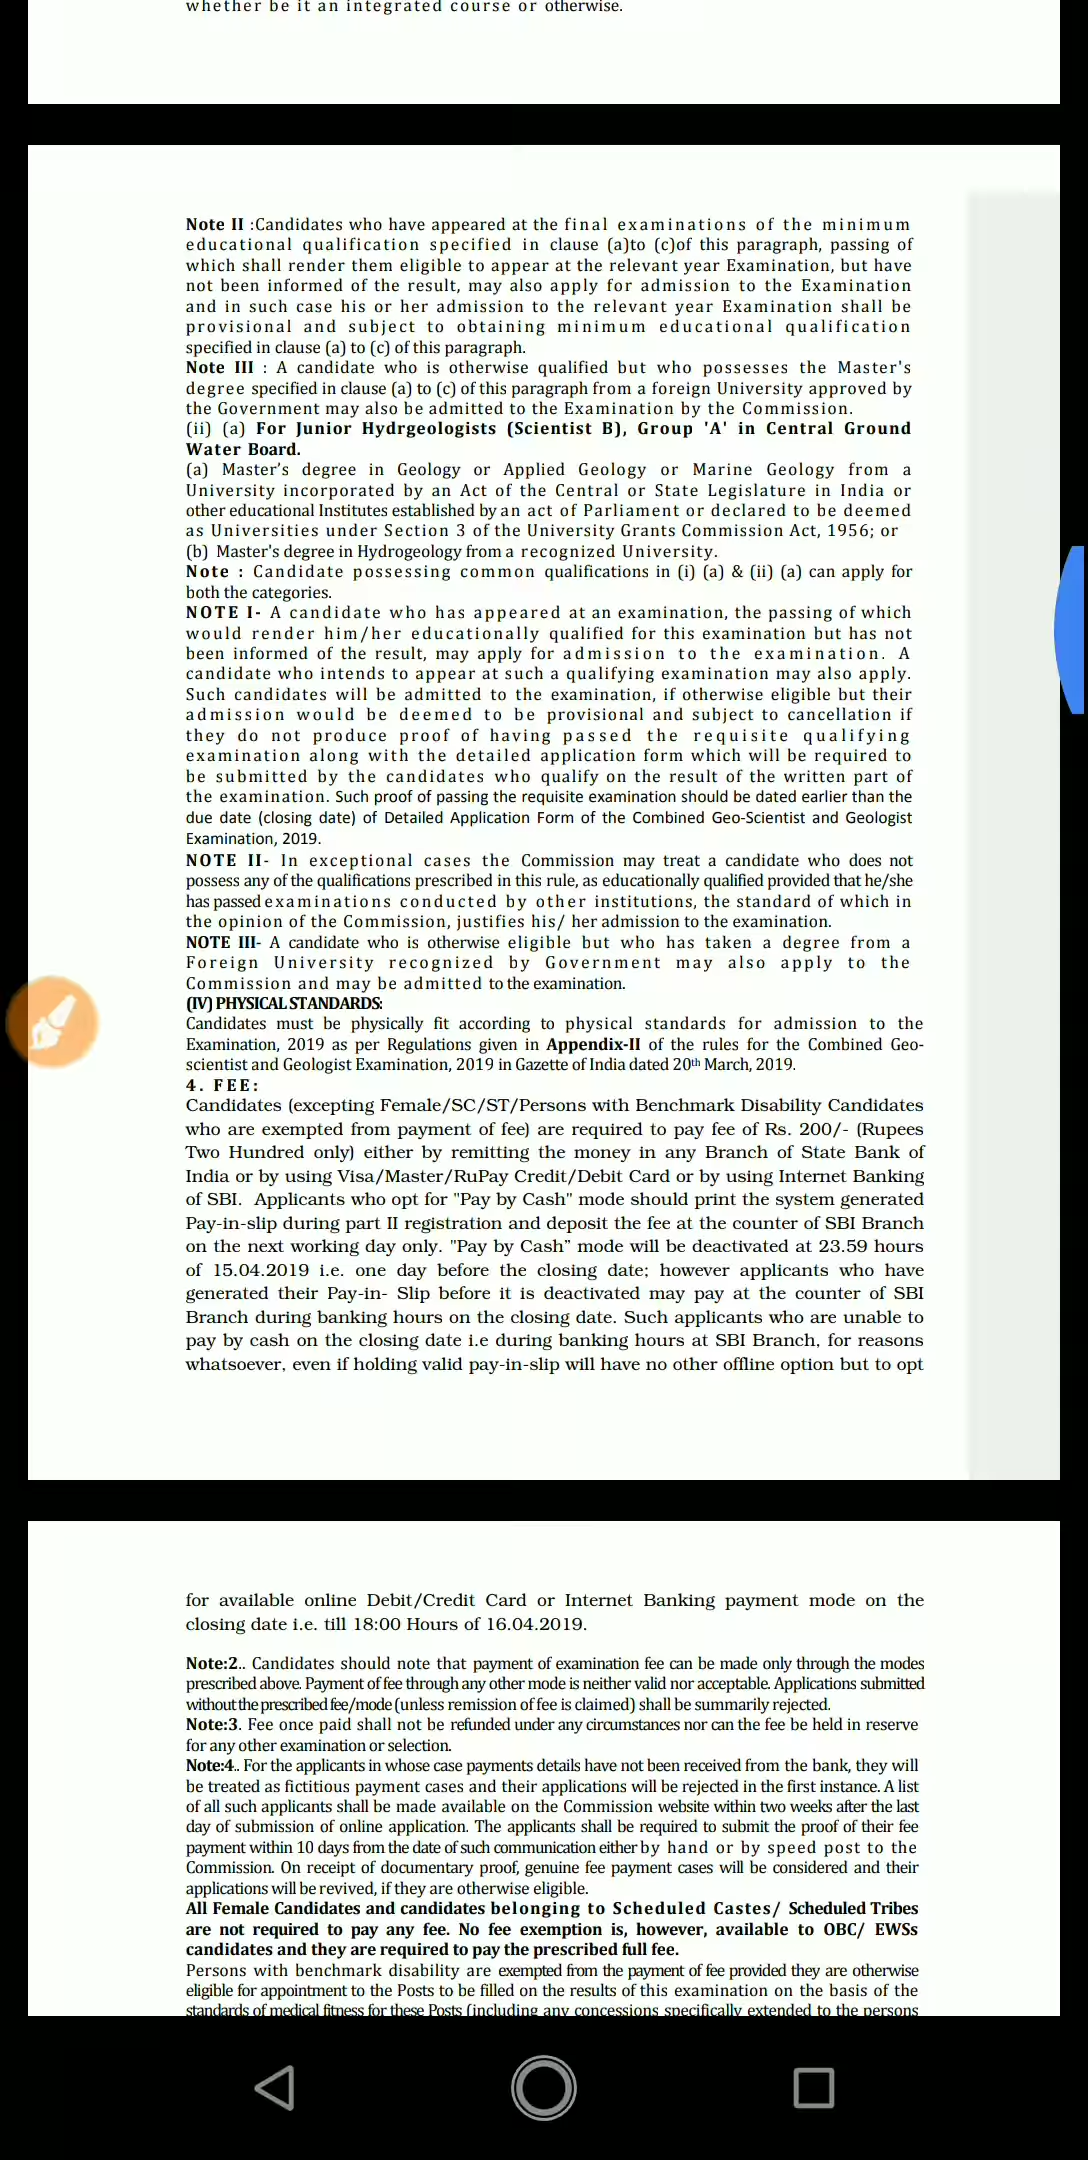 whether be it an integrated course or otherwise.
Note II :Candidates who have appeared at the final examinations of the minimum
educational qualification specified in clause (a)to (c)of this paragraph, passing of
which shall render them eligible to appear at the relevant year Examination, but have
not been informed of the result, may also apply for admission to the Examination
and in such case his or her admission to the relevant year Examination shall be
provisional and subject to obtaining minimum educational qualification
specified in clause (a) to (c) of this paragraph.
Note III : A candidate who is otherwise qualified but who possesses the Master's
degree specified in clause (a) to (c) of this paragraph from a foreign University approved by
the Government may also be admitted to the Examination by the Commission.
(ii) (a) For Junior Hydrgeologists (Scientist B), Group 'A' in Central Ground
Water Board.
(a) Master’s degree in Geology or Applied Geology or Marine Geology from a
University incorporated by an Act of the Central or State Legislature in India or
other educational Institutes established by an act of Parliament or declared to be deemed
as Universities under Section 3 of the University Grants Commission Act, 1956; or
(b) Master's degree in Hydrogeology from a recognized University.
Note : Candidate possessing common qualifications in (i) (a) & (ii) (a) can apply for
both the categories.
NOTE I- A candidate who has appeared at an examination, the passing of which
would render him/her educationally qualified for this examination but has not
been informed of the result, may apply for admission to the examination. A
candidate who intends to appear at such a qualifying examination may also apply.
Such candidates will be admitted to the examination, if otherwise eligible but their
admission would be deemed to be provisional and subject to cancellation if
they do not produce proof of having passed the requisite qualifying
examination along with the detailed application form which will be required to
be submitted by the candidates who qualify on the result of the written part of
the examination. Such proof of passing the requisite examination should be dated earlier than the
due date (closing date) of Detailed Application Form of the Combined Geo-Scientist and Geologist
Examination, 2019.
NOTE II- In exceptional cases the Commission may treat a candidate who does not
possess any of the qualifications prescribed in this rule, as educationally qualified provided that he/she
has passed examinations conducted by other institutions, the standard of which in
the opinion of the Commission, justifies his/ her admission to the examination.
NOTE III- A candidate who is otherwise eligible but who has taken a degree from a
Foreign University recognized by Government may also apply to the
Commission and may be admitted to the examination.
(IV) PHYSICAL STANDARDS:
Candidates must be physically fit according to physical standards for admission to the
Examination, 2019 as per Regulations given in Appendix-II of the rules for the Combined Geo-
scientist and Geologist Examination, 2019 in Gazette of India dated 20th March, 2019.
4. FEE:
Candidates (excepting Female/SC/ST/Persons with Benchmark Disability Candidates
who are exempted from payment of fee) are required to pay fee of Rs. 200/- (Rupees
Two Hundred only) either by remitting the money in any Branch of State Bank of
India or by using Visa/Master/RuPay Credit/Debit Card or by using Internet Banking
of SBI. Applicants who opt for "Pay by Cash" mode should print the system generated
Pay-in-slip during part II registration and deposit the fee at the counter of SBI Branch
on the next working day only. "Pay by Cash” mode will be deactivated at 23.59 hours
of 15.04.2019 i.e. one day before the closing date; however applicants who have
generated their Pay-in- Slip before it is deactivated may pay at the counter of SBI
Branch during banking hours on the closing date. Such applicants who are unable to
pay by cash on the closing date i.e during banking hours at SBI Branch, for reasons
whatsoever, even if holding valid pay-in-slip will have no other offline option but to opt
for available online Debit/Credit Card or Internet Banking payment mode on the
closing date i.e. till 18:00 Hours of 16.04.2019.
Note:2.. Candidates should note that payment of examination fee can be made only through the modes
prescribed above. Payment of fee through any other mode is neither valid nor acceptable. Applications submitted
without the prescribed fee/mode (unless remission of fee is claimed) shall be summarily rejected.
Note:3. Fee once paid shall not be refunded under any circumstances nor can the fee be held in reserve
for any other examination or selection.
Note:4.. For the applicants in whose case payments details have not been received from the bank, they will
be treated as fictitious payment cases and their applications will be rejected in the first instance. A list
of all such applicants shall be made available on the Commission website within two weeks after the last
day of submission of online application. The applicants shall be required to submit the proof of their fee
payment within 10 days from the date of such communication either by hand or by speed post to the
Commission. On receipt of documentary proof, genuine fee payment cases will be considered and their
applications will be revived, if they are otherwise eligible.
All Female Candidates and candidates belonging to Scheduled Castes/ Scheduled Tribes
are not required to pay any fee. No fee exemption is, however, available to OBC/ EWSs
candidates and they are required to pay the prescribed full fee.
Persons with benchmark disability are exempted from the payment of fee provided they are otherwise
eligible for appointment to the Posts to be filled on the results of this examination on the basis of the
standards of medical fitness for these Posts (including any concessions specifically extended to the persons